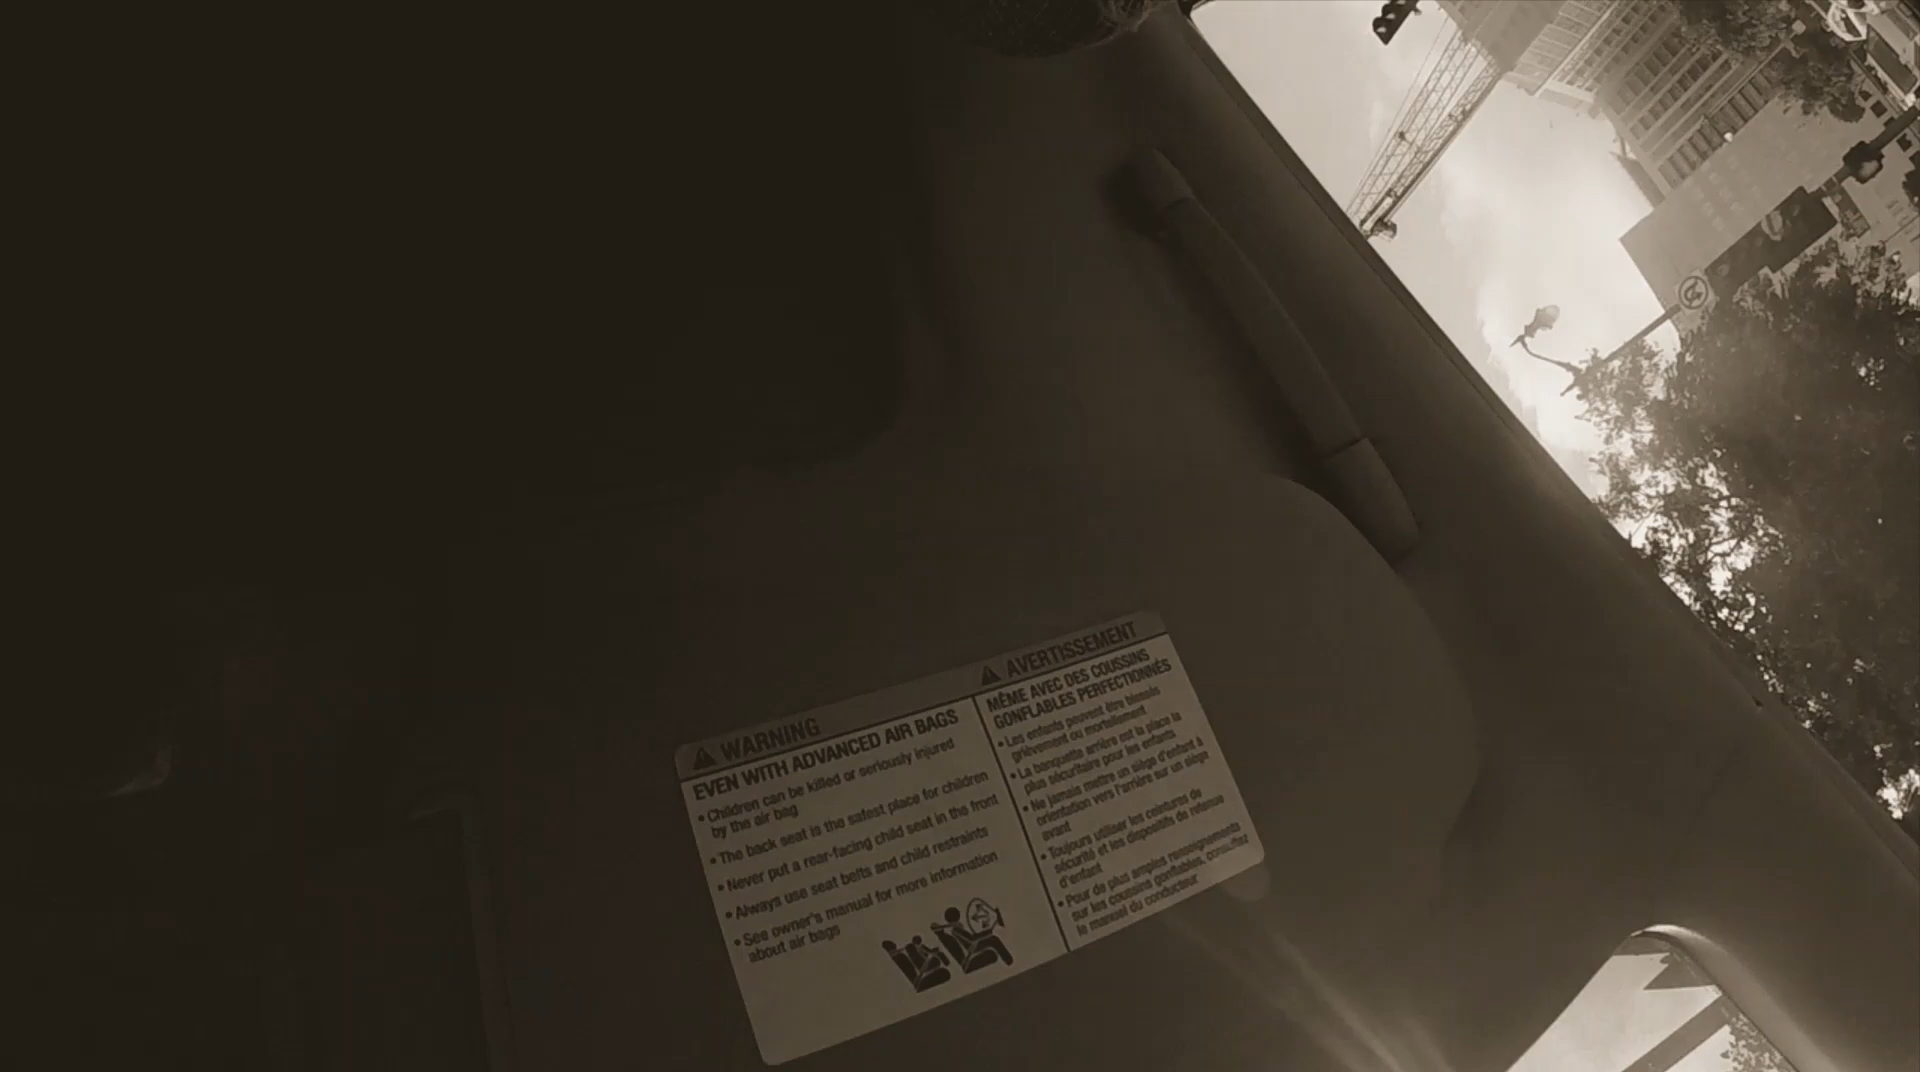 WARNING
EVEN WITH ADVANCED AIR BAGS
• Children can be killed or seriously injured
by the air bag
• The back seat is the safest place for children
• Never put a rear-facing child seat in the front
• Always use seat belts and child restraints
• See owner's manual for more information
about air bags
AVERTISSEMENT
MÊME AVEC DES COUSSINS
GONFLABLES PERFECTIONNÉS
• Les enfants peuvent être blessés
grièvement ou mortellement
• La banquette arrière est la place la
plus sécuritaire pour les enfants
• Ne jamais mettre un siège d'enfant à
orientation vers l'arrière sur un siège
avant
• Toujours utiliser les ceintures de
sécurité et les dispositifs de retenue
d'enfant
• Pour de plus amples renseignements
sur les coussins gonflables, consultez
le manuel du conducteur